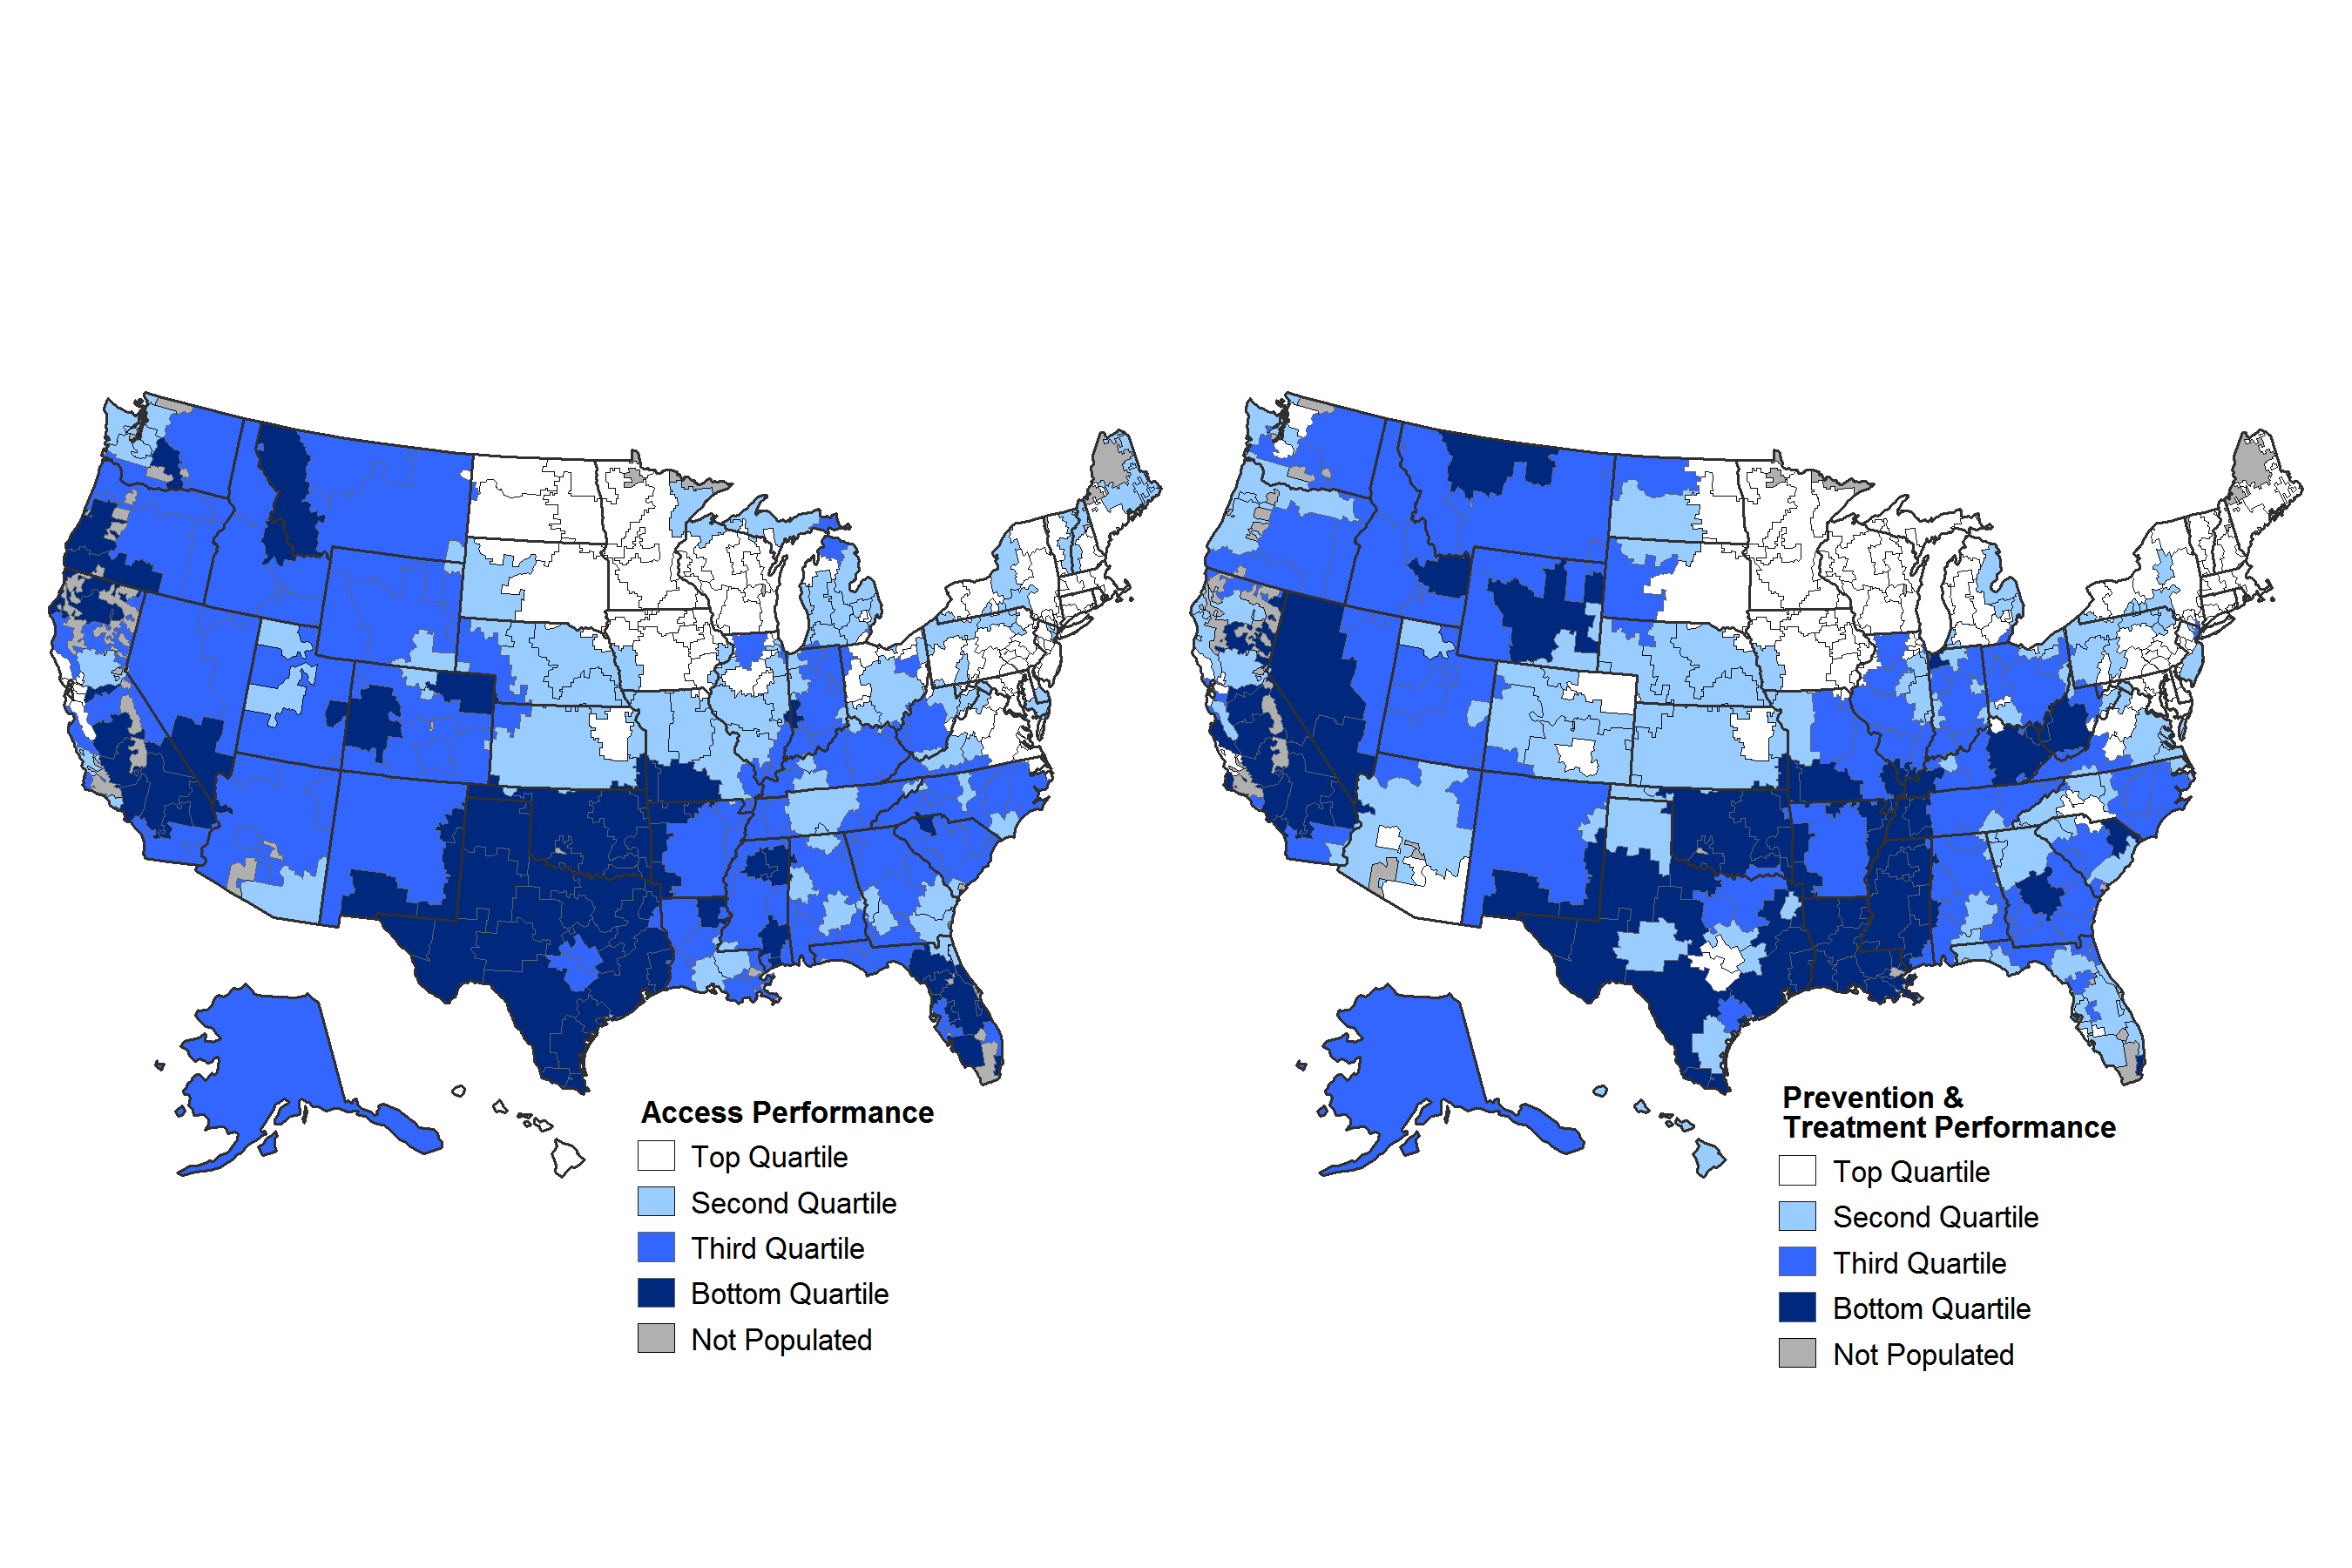 Access Performance
Top Quartile
Second Quartile
Third Quartile
Bottom Quartile
Not Populated
Prevention &
Treatment Performance
Top Quartile
Second Quartile
Third Quartile
Bottom Quartile
Not Populated